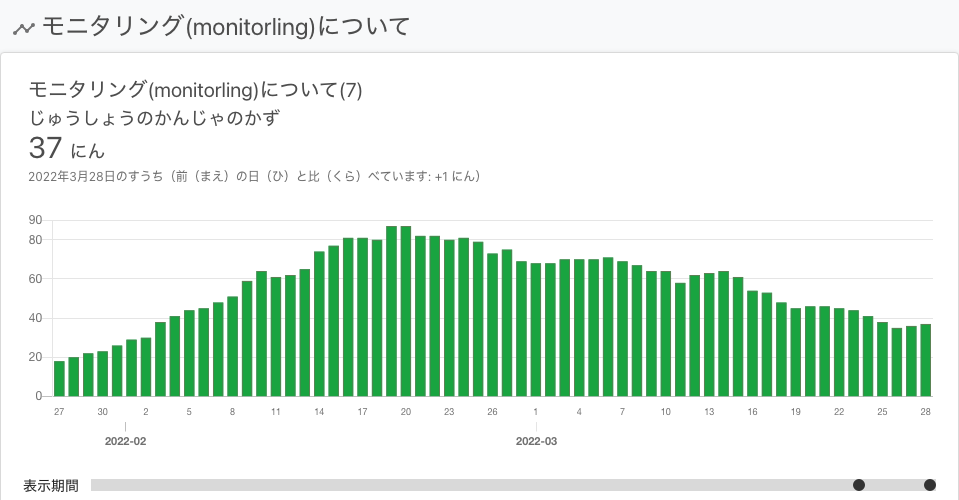 モニタリング(monitorling)について
モニタリング(monitorling)について(7)
じゅうしょうのかんじゃのかず
37 にん
2022年3月28日のすうち（前（まえ）の日（ひ）と比（くら）べています: +1 にん）
90
80
60
40
20
0
27 30 2 5 8 11 14 17 20 23 26 1 4 7 10 13 16 19 22 25 28
2022-02 2022-03
表示期間